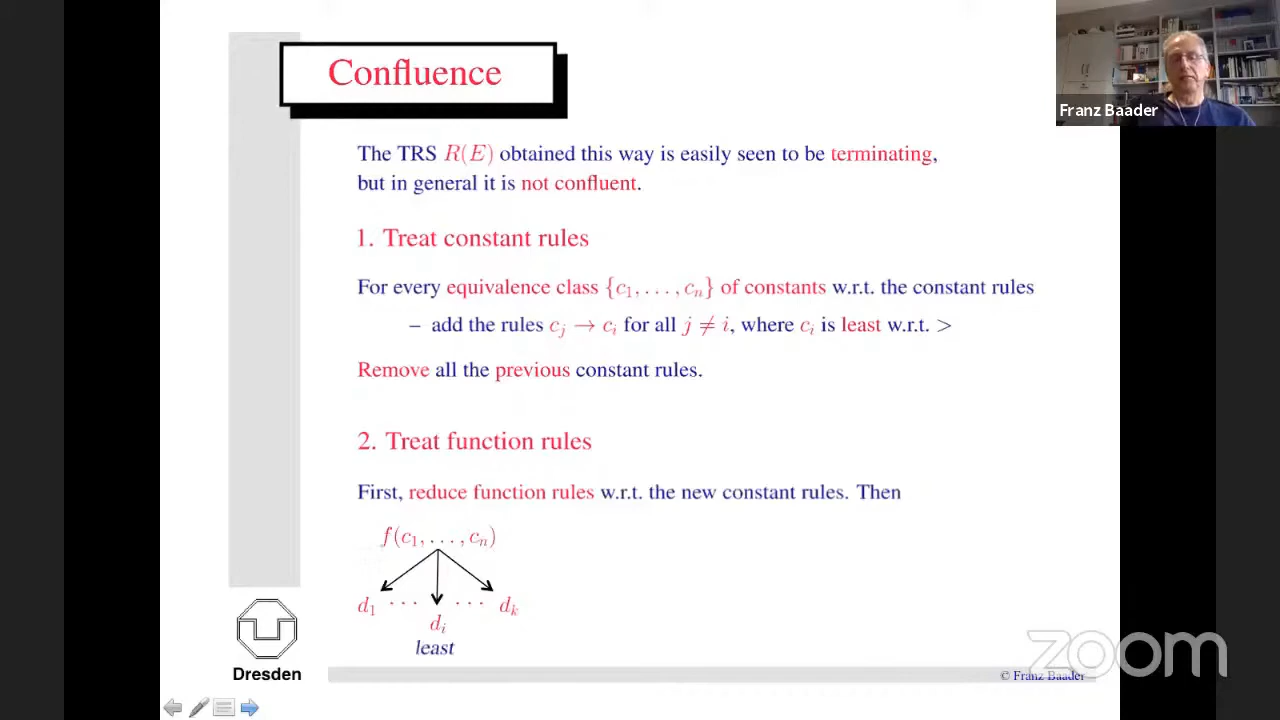 Confluence
Franz Baader
The TRS R(E) obtained this way is easily seen to be terminating,
but in general it is not confluent.
1. Treat constant rules
For every equivalence class {c₁, . . . , cₙ} of constants w.r.t. the constant rules
– add the rules cⱼ → cᵢ for all j ≠ i, where cᵢ is least w.r.t. >
Remove all the previous constant rules.
2. Treat function rules
First, reduce function rules w.r.t. the new constant rules. Then
f(c₁, . . . , cₙ)
d₁ · · · dᵢ · · · dₖ
least
Dresden
© Franz Baader
zoom